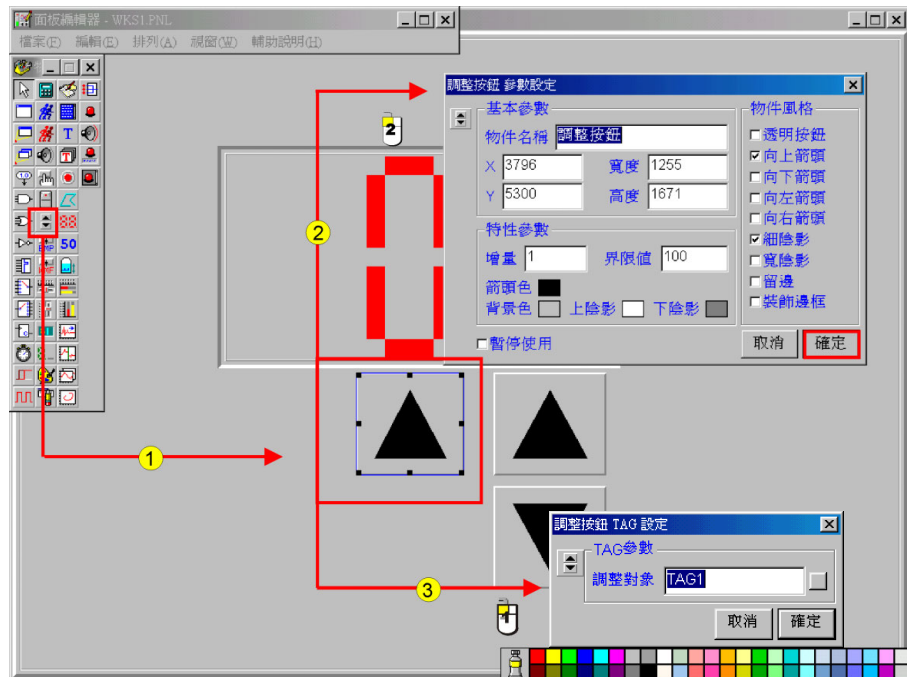 面板編輯器 - WKS1.PNL
檔案(F) 編輯(E) 排列(A) 視窗(W) 輔助說明(H)
T
T
1.0
88
50
2
2
1
3
調整按鈕 參數設定
基本參數
物件名稱 調整按鈕
X 3796 寬度 1255
Y 5300 高度 1671
特性參數
增量 1 界限值 100
箭頭色
背景色 上陰影 下陰影
暫停使用
物件風格
透明按鈕
向上箭頭
向下箭頭
向左箭頭
向右箭頭
細陰影
寬陰影
留邊
裝飾邊框
取消 確定
調整按鈕 TAG 設定
TAG參數
調整對象 TAG1
取消 確定
1